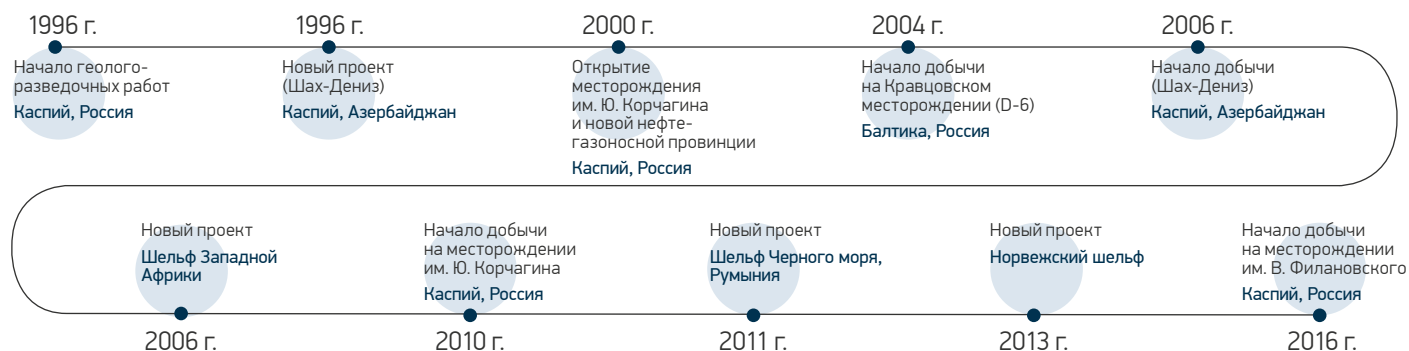 1996 г.
Начало геолого-
разведочных работ
Каспий, Россия
1996 г.
Новый проект
(Шах-Дениз)
Каспий, Азербайджан
2000 г.
Открытие
месторождения
им. Ю. Корчагина
и новой нефте-
газоносной провинции
Каспий, Россия
2004 г.
Начало добычи
на Кравцовском
месторождении (D-6)
Балтика, Россия
2006 г.
Начало добычи
(Шах-Дениз)
Каспий, Азербайджан
Новый проект
Шельф Западной
Африки
2006 г.
Начало добычи
на месторождении
им. Ю. Корчагина
Каспий, Россия
2010 г.
Новый проект
Шельф Черного моря,
Румыния
2011 г.
Новый проект
Норвежский шельф
2013 г.
Начало добычи
на месторождении
им. В. Филановского
Каспий, Россия
2016 г.